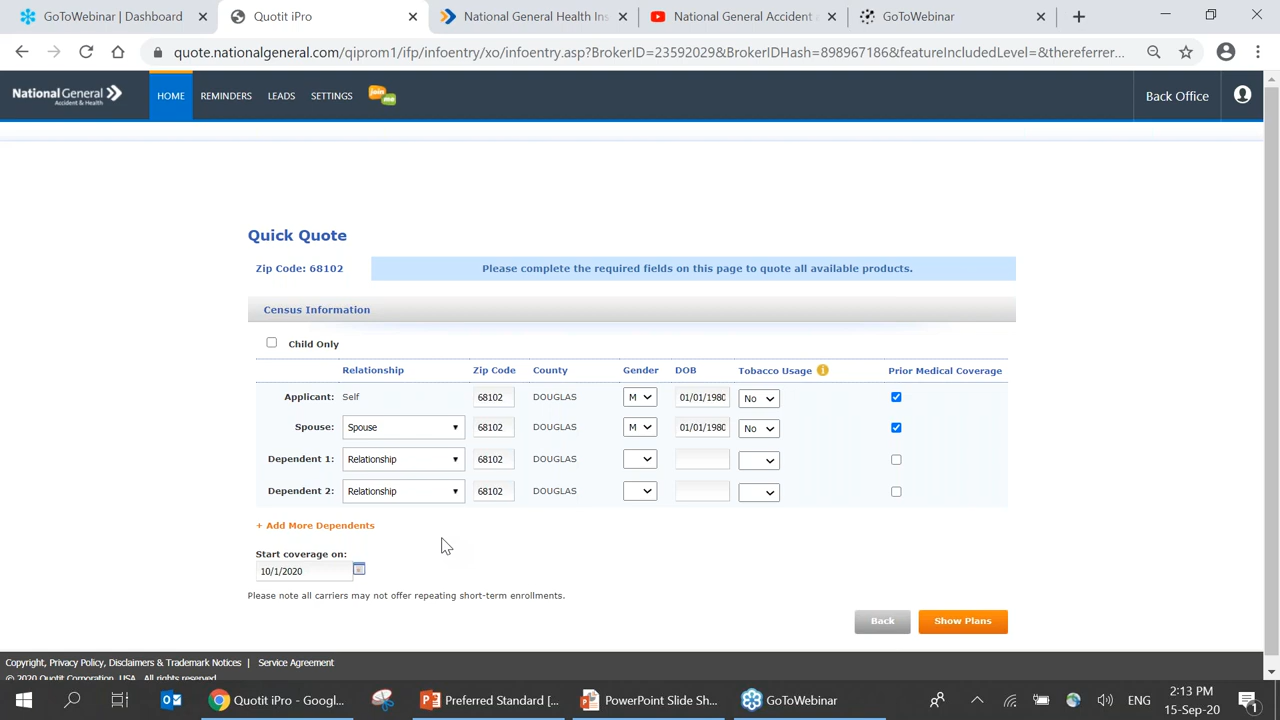 GoToWebinar | Dashboard
Quotit iPro
National General Health Ins
National General Accident A
GoToWebinar
quote.nationalgeneral.com/qiprom1/ifp/infoentry/xo/infoentry.asp?BrokerID=23592029&BrokerIDHash=898967186&featureIncludedLevel=&thereferrer...
National General
Accident & Health
HOME
REMINDERS
LEADS
SETTINGS
join
me
Back Office
Quick Quote
Zip Code: 68102
Please complete the required fields on this page to quote all available products.
Census Information
Child Only
Relationship Zip Code County Gender DOB Tobacco Usage i Prior Medical Coverage
Applicant: Self 68102 DOUGLAS M 01/01/1980 No
Spouse: Spouse 68102 DOUGLAS M 01/01/1980 No
Dependent 1: Relationship 68102 DOUGLAS
Dependent 2: Relationship 68102 DOUGLAS
+ Add More Dependents
Start coverage on:
10/1/2020
Please note all carriers may not offer repeating short-term enrollments.
Back
Show Plans
Copyright, Privacy Policy, Disclaimers & Trademark Notices | Service Agreement
© 2020 Quotit Corporation, USA. All rights reserved.
Quotit iPro - Googl...
Preferred Standard [...
PowerPoint Slide Sh...
GoToWebinar
ENG
2:13 PM
15-Sep-20
1